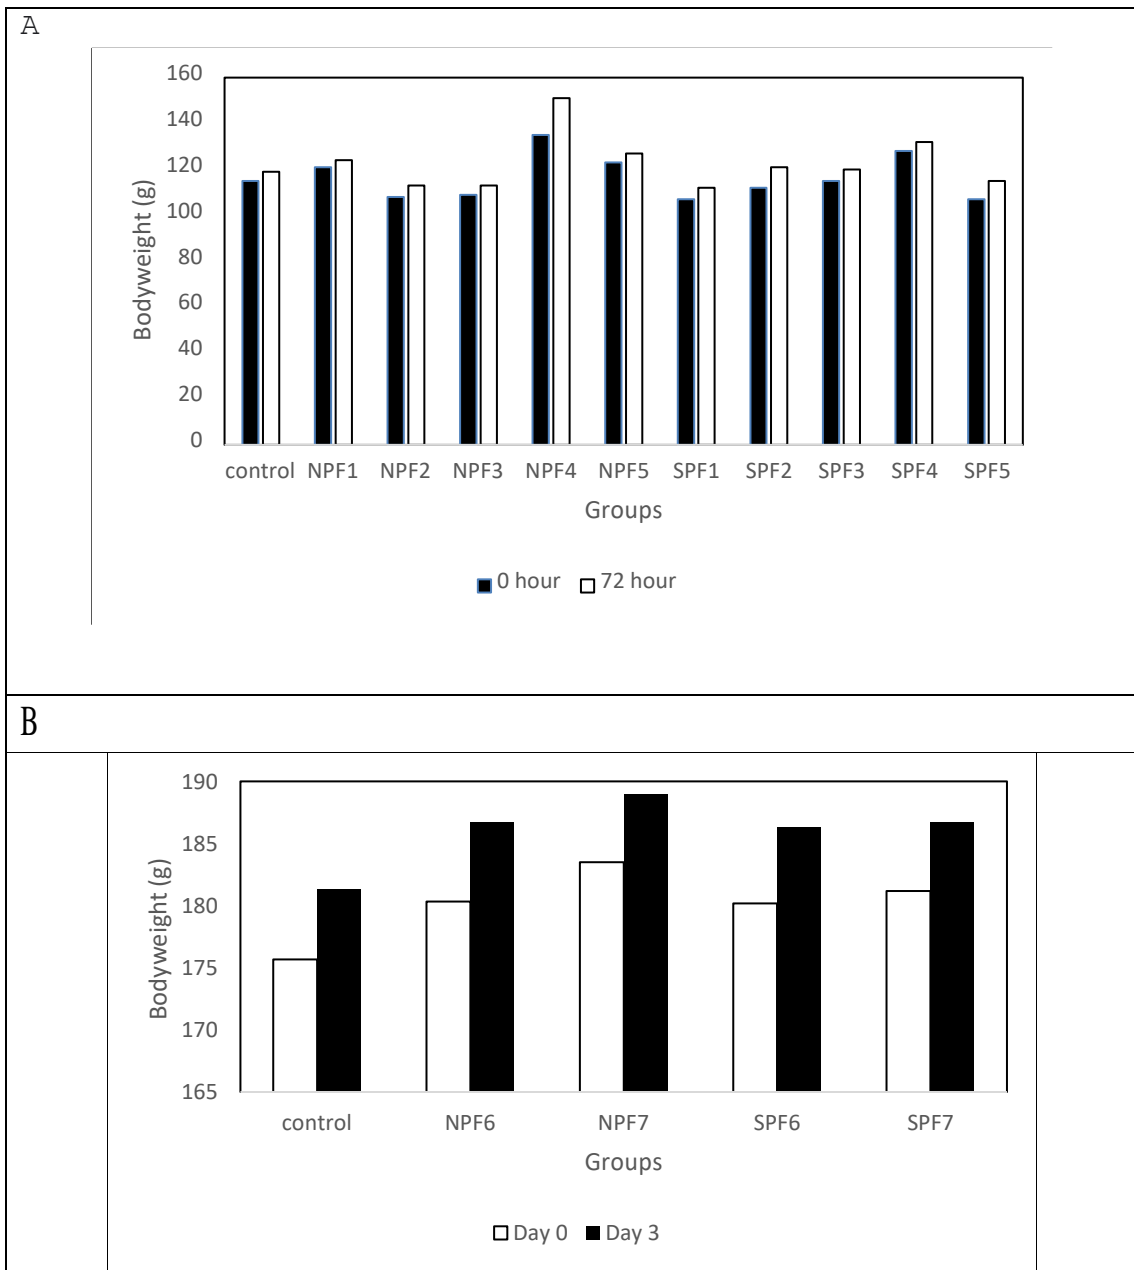 A
160
140
120
100
80
60
40
20
0
Bodyweight (g)
control NPF1 NPF2 NPF3 NPF4 NPF5 SPF1 SPF2 SPF3 SPF4 SPF5
Groups
0 hour 72 hour
B
190
185
180
175
170
165
Bodyweight (g)
control NPF6 NPF7 SPF6 SPF7
Groups
Day 0 Day 3